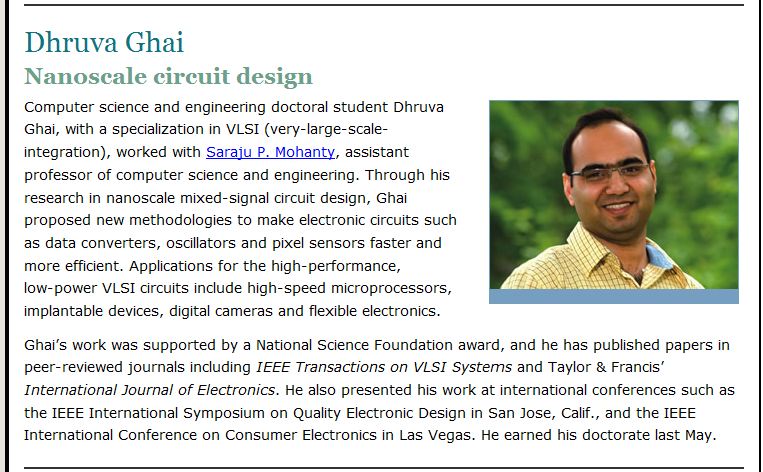 Dhruva Ghai
Nanoscale circuit design
Computer science and engineering doctoral student Dhruva
Ghai, with a specialization in VLSI (very-large-scale-
integration), worked with Saraju P. Mohanty, assistant
professor of computer science and engineering. Through his
research in nanoscale mixed-signal circuit design, Ghai
proposed new methodologies to make electronic circuits such
as data converters, oscillators and pixel sensors faster and
more efficient. Applications for the high-performance,
low-power VLSI circuits include high-speed microprocessors,
implantable devices, digital cameras and flexible electronics.
Ghai’s work was supported by a National Science Foundation award, and he has published papers in
peer-reviewed journals including IEEE Transactions on VLSI Systems and Taylor & Francis’
International Journal of Electronics. He also presented his work at international conferences such as
the IEEE International Symposium on Quality Electronic Design in San Jose, Calif., and the IEEE
International Conference on Consumer Electronics in Las Vegas. He earned his doctorate last May.